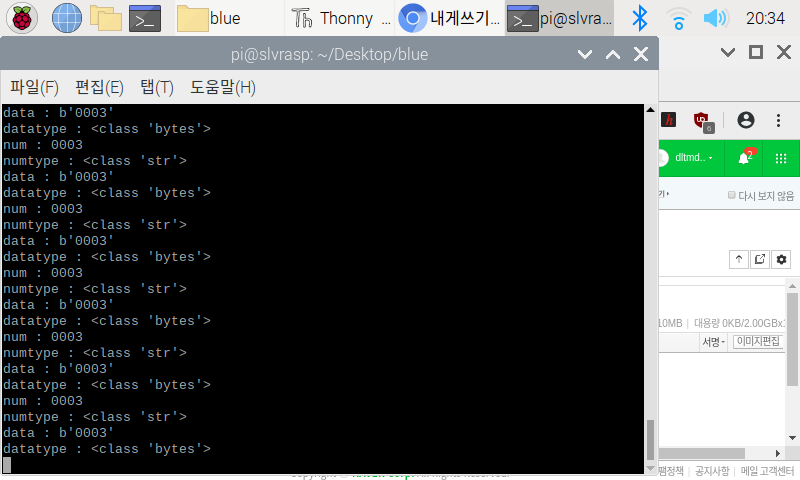 blue
Thonny
내게쓰기...
pi@slvra...
20:34
pi@slvrasp: ~/Desktop/blue
파일(F) 편집(E) 탭(T) 도움말(H)
data : b'0003'
datatype : <class 'bytes'>
num : 0003
numtype : <class 'str'>
data : b'0003'
datatype : <class 'bytes'>
num : 0003
numtype : <class 'str'>
data : b'0003'
datatype : <class 'bytes'>
num : 0003
numtype : <class 'str'>
data : b'0003'
datatype : <class 'bytes'>
num : 0003
numtype : <class 'str'>
data : b'0003'
datatype : <class 'bytes'>
num : 0003
numtype : <class 'str'>
data : b'0003'
datatype : <class 'bytes'>
6
dltmd..
2
다시 보지 않음
10MB | 대용량 0KB/2.00GBx1
서명
이미지편집
공지사항 | 메일 고객센터